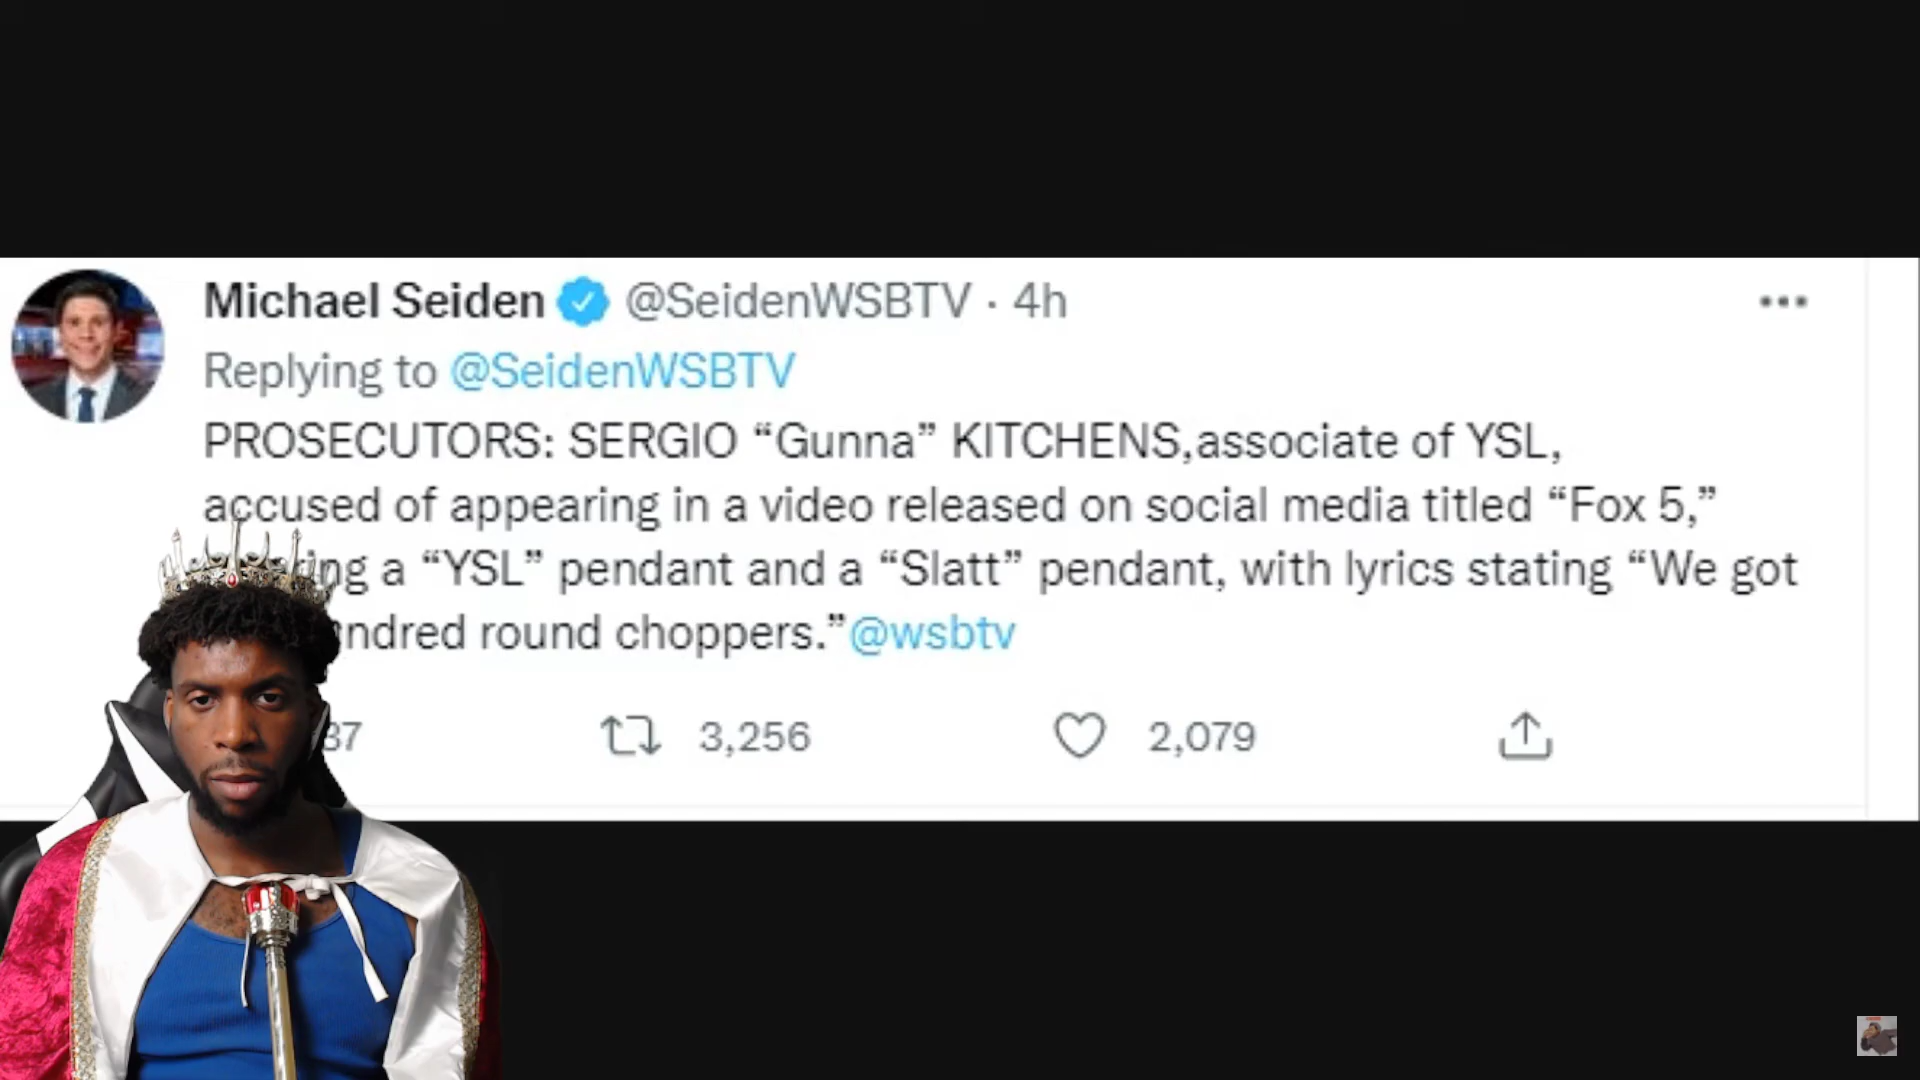 Michael Seiden @SeidenWSBTV · 4h
Replying to @SeidenWSBTV
PROSECUTORS: SERGIO “Gunna” KITCHENS,associate of YSL,
accused of appearing in a video released on social media titled “Fox 5,”
a “YSL” pendant and a “Slatt” pendant, with lyrics stating “We got
round choppers.”@wsbtv
3,256 2,079